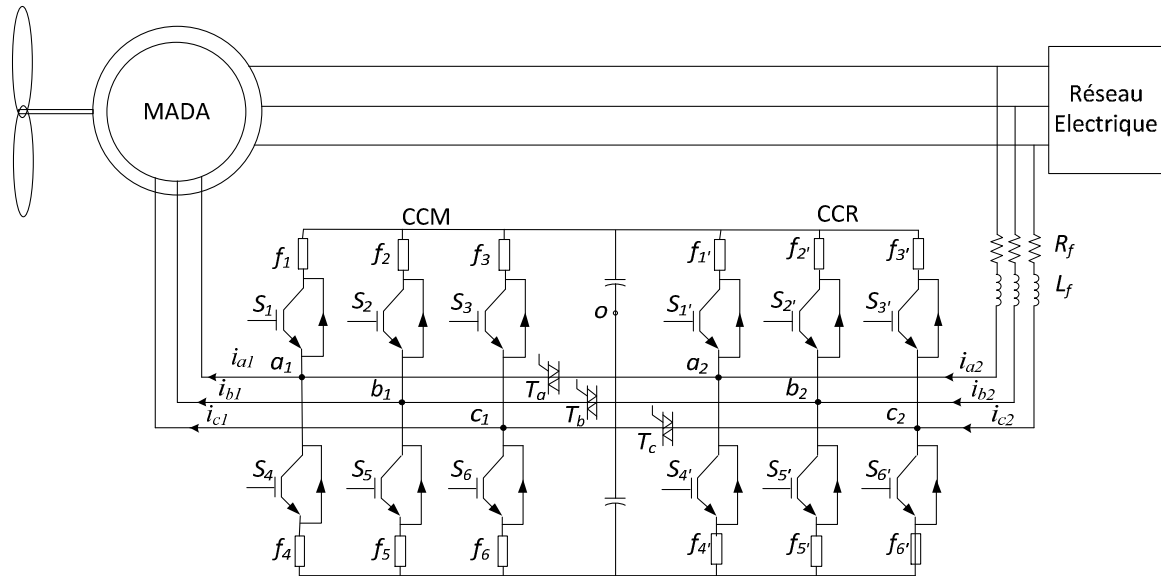 MADA
Réseau
Electrique
CCM
CCR
f1
f2
f3
f1'
f2'
f3'
Rf
S1
S2
S3
o
S1'
S2'
S3'
Lf
ia1
a1
Ta
a2
ia2
ib1
b1
Tb
b2
ib2
ic1
c1
Tc
c2
ic2
S4
S5
S6
S4'
S5'
S6'
f4
f5
f6
f4'
f5'
f6'